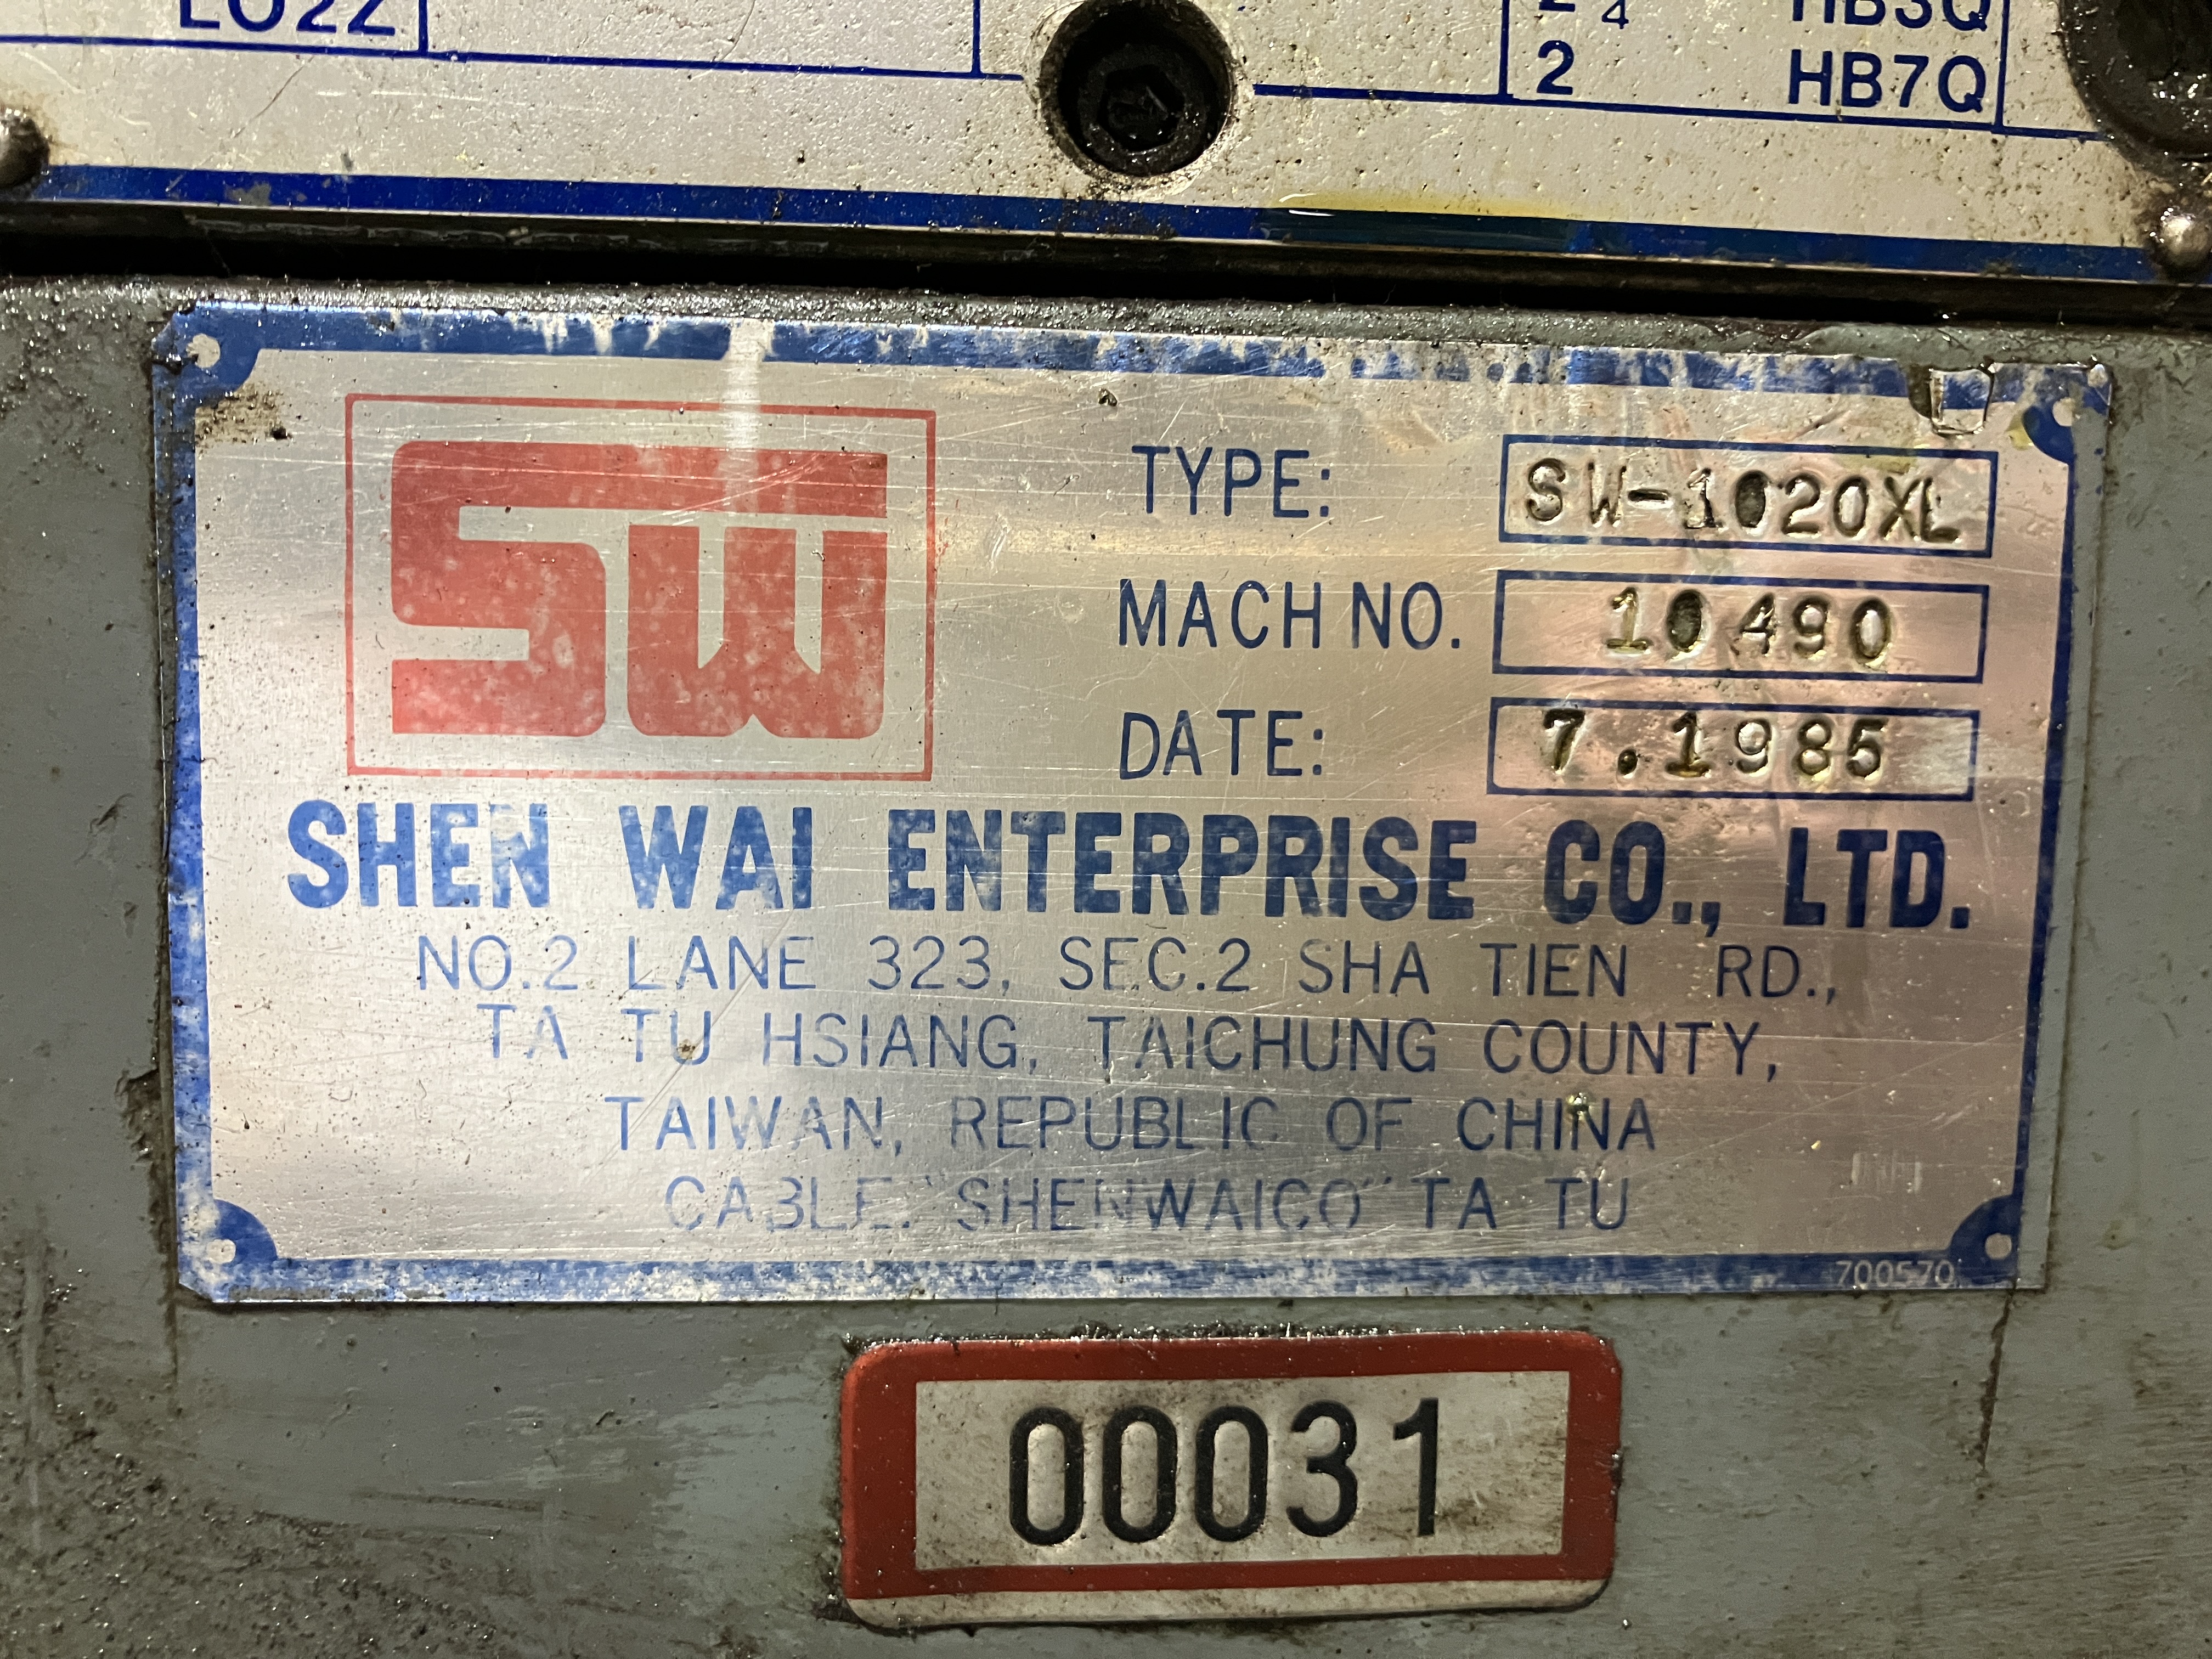 LO2Z
2 4 HB3Q
2 HB7Q
SW
TYPE: SW-1020XL
MACH NO. 10490
DATE: 7.1985
SHEN WAI ENTERPRISE CO., LTD.
NO.2 LANE 323, SEC.2 SHA TIEN RD.,
TA TU HSIANG, TAICHUNG COUNTY,
TAIWAN, REPUBLIC OF CHINA
CABLE. "SHENWAICO" TA TU
700570
00031